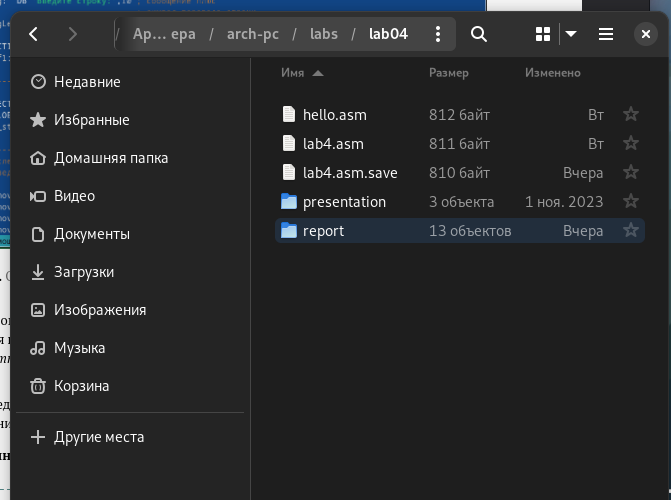 / Ар… ера / arch-pc / labs / lab04
Недавние
Избранные
Домашняя папка
Видео
Документы
Загрузки
Изображения
Музыка
Корзина
Другие места
Имя Размер Изменено
hello.asm 812 байт Вт
lab4.asm 811 байт Вт
lab4.asm.save 810 байт Вчера
presentation 3 объекта 1 ноя. 2023
report 13 объектов Вчера